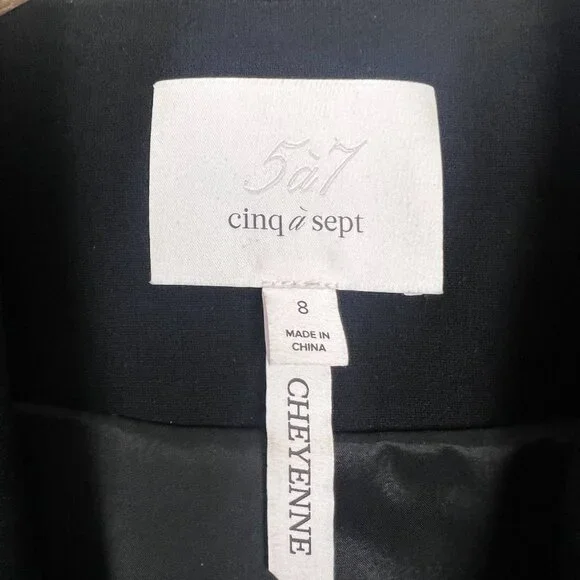 5à7
cinq à sept
8
MADE IN
CHINA
CHEYENNE